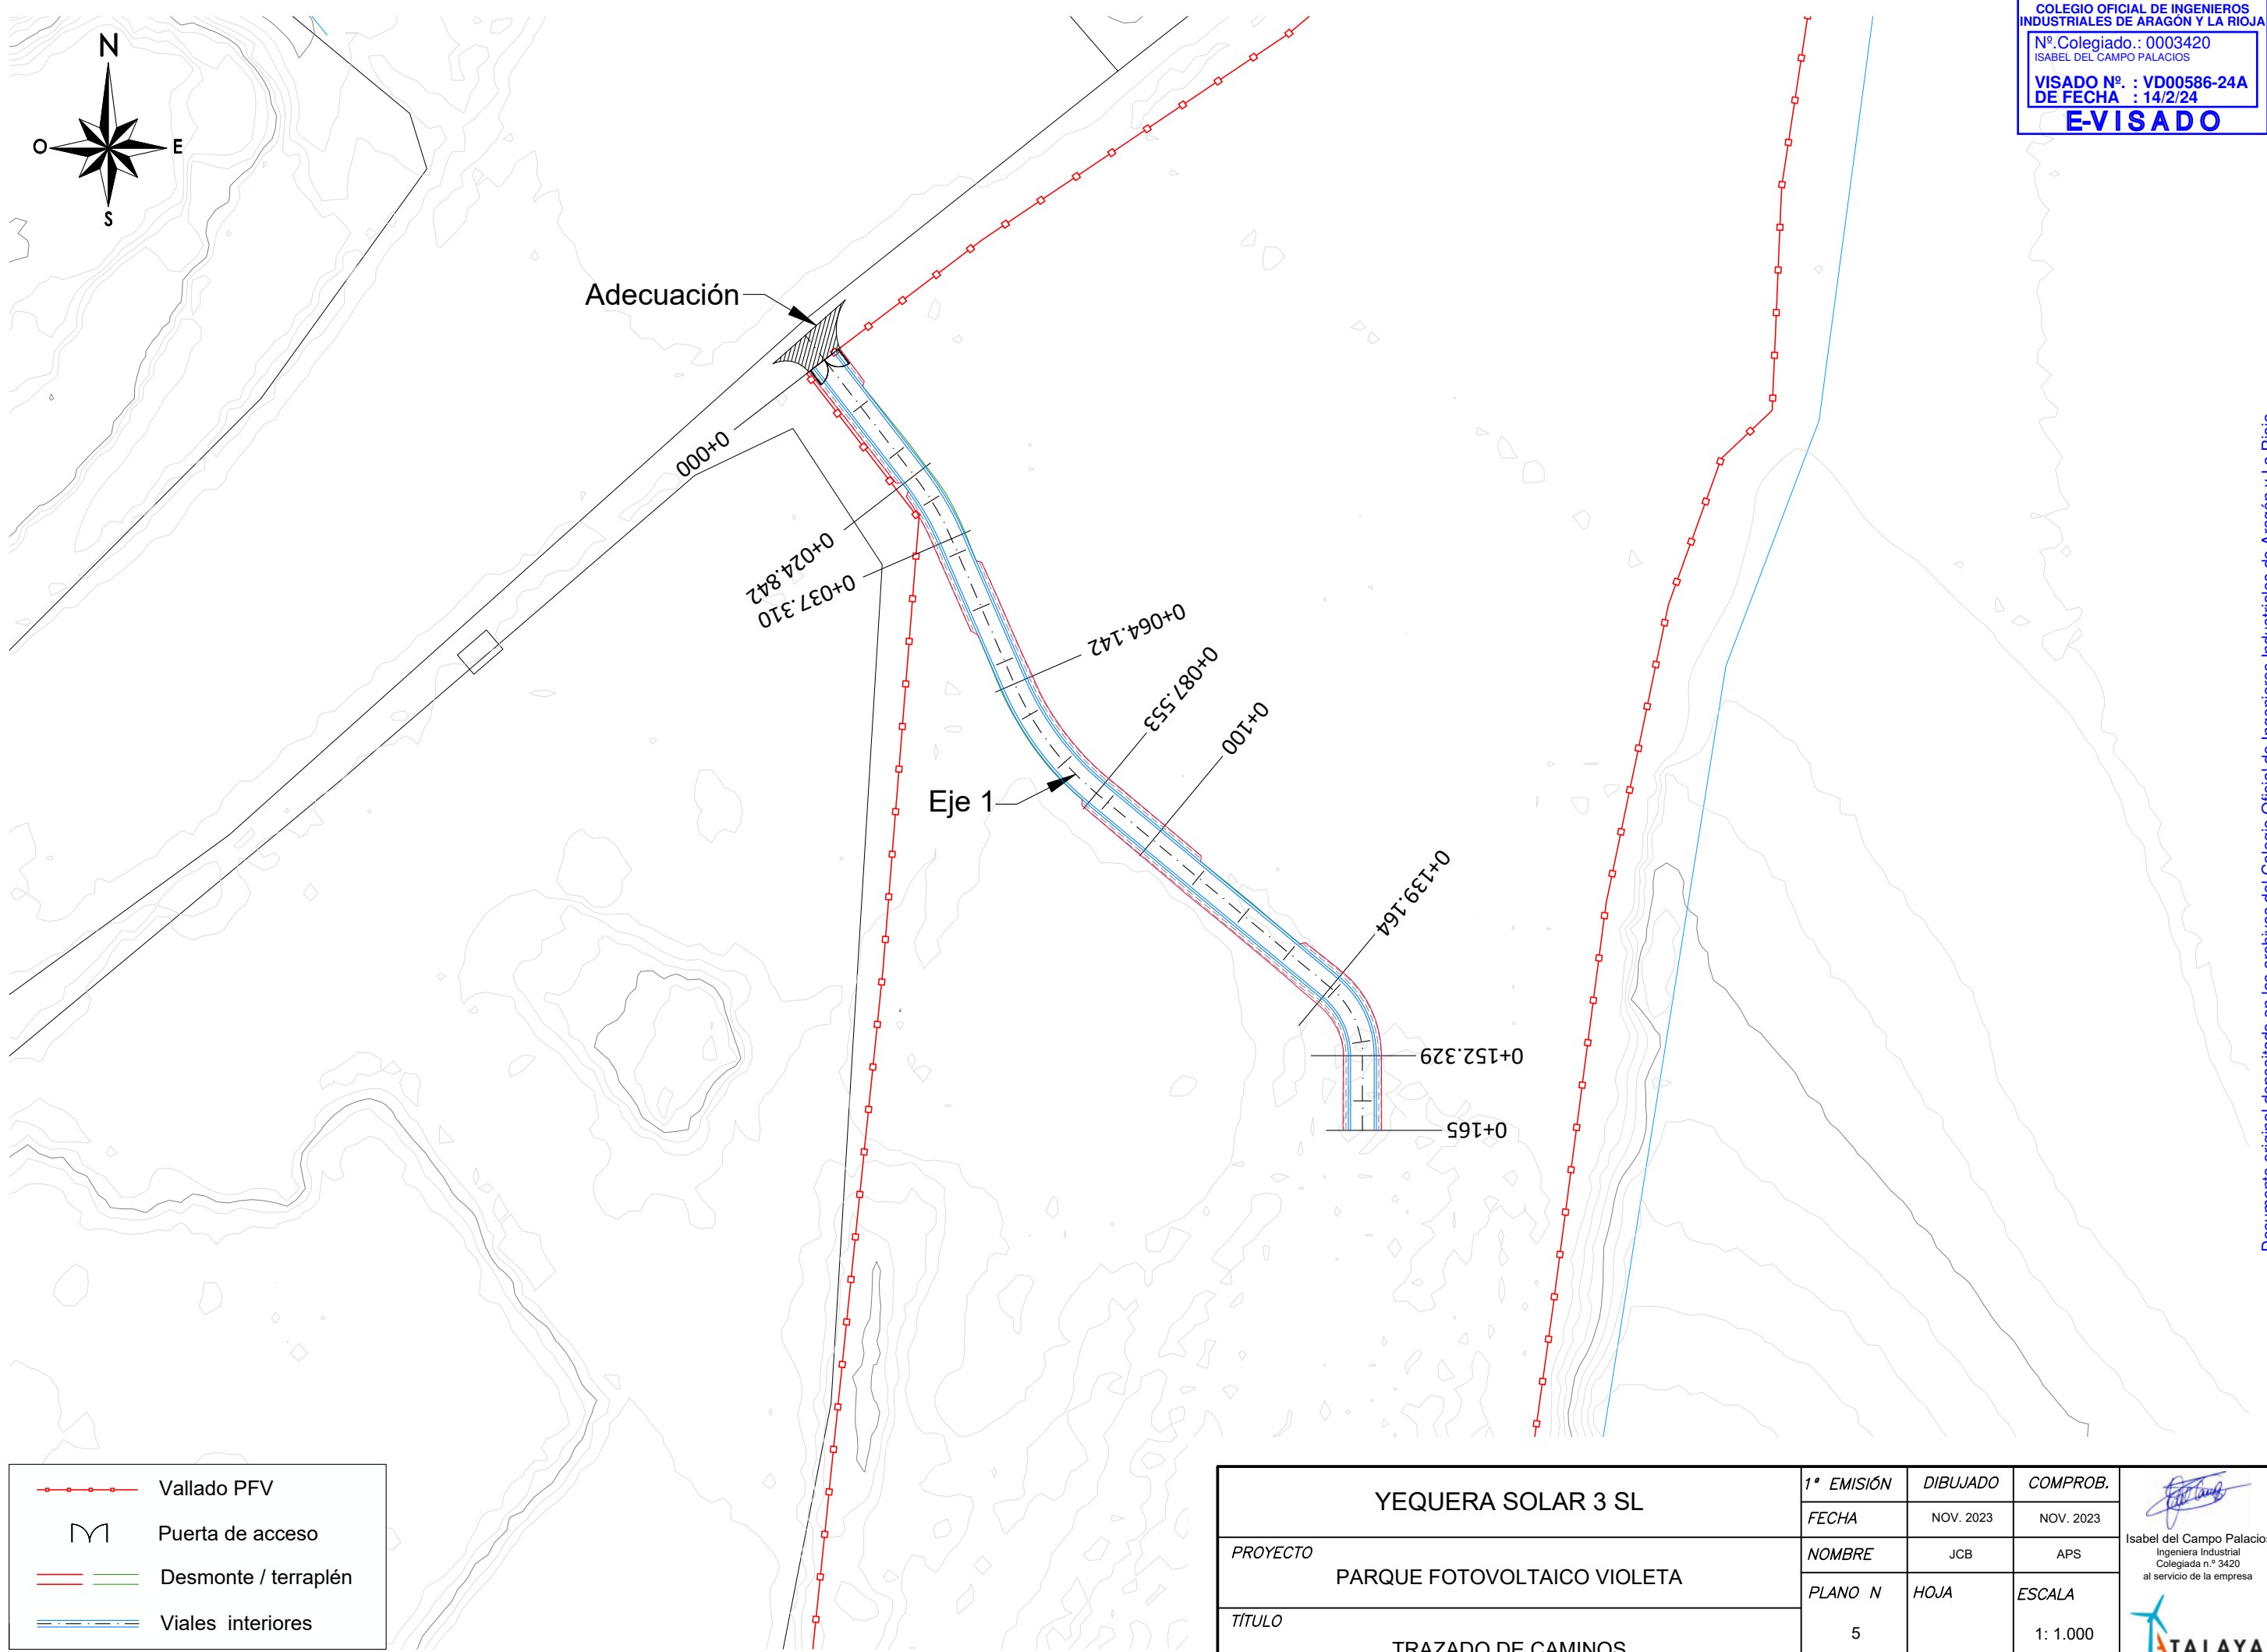 COLEGIO OFICIAL DE INGENIEROS
INDUSTRIALES DE ARAGÓN Y LA RIOJA
Nº.Colegiado.: 0003420
ISABEL DEL CAMPO PALACIOS
VISADO Nº. : VD00586-24A
DE FECHA : 14/2/24
E-VISADO
N
O
E
S
Adecuación
0+000
0+024.842
0+037.310
0+064.142
0+087.553
0+100
Eje 1
0+139.164
0+152.329
0+165
Vallado PFV
Puerta de acceso
Desmonte / terraplén
Viales interiores
YEQUERA SOLAR 3 SL
PROYECTO
PARQUE FOTOVOLTAICO VIOLETA
TÍTULO
TRAZADO DE CAMINOS
1ª EMISIÓN
DIBUJADO
COMPROB.
FECHA
NOV. 2023
NOV. 2023
NOMBRE
JCB
APS
PLANO N
HOJA
ESCALA
5
1: 1.000
Isabel del Campo Palacios
Ingeniera Industrial
Colegiada n.º 3420
al servicio de la empresa
ATALAYA